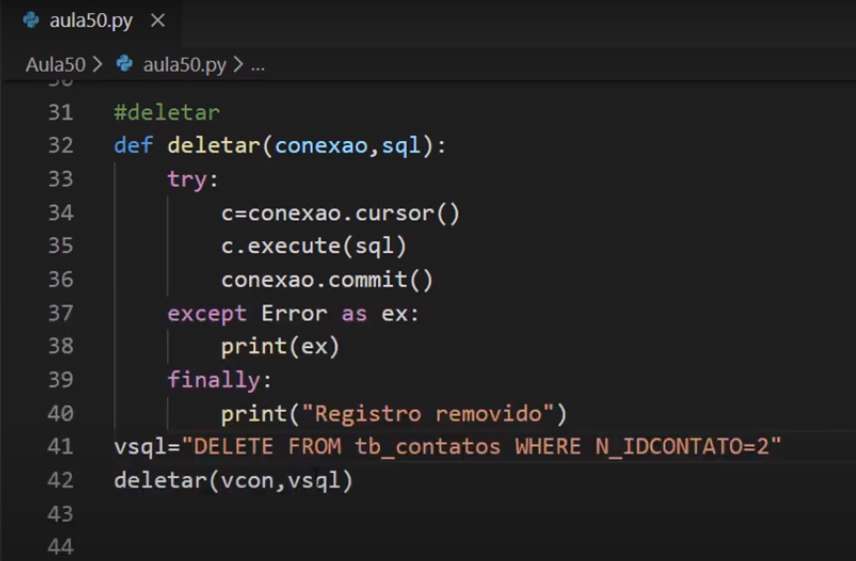 aula50.py
Aula50 > aula50.py > ...
31 #deletar
32 def deletar(conexao,sql):
33 try:
34 c=conexao.cursor()
35 c.execute(sql)
36 conexao.commit()
37 except Error as ex:
38 print(ex)
39 finally:
40 print("Registro removido")
41 vsql="DELETE FROM tb_contatos WHERE N_IDCONTATO=2"
42 deletar(vcon,vsql)
43
44